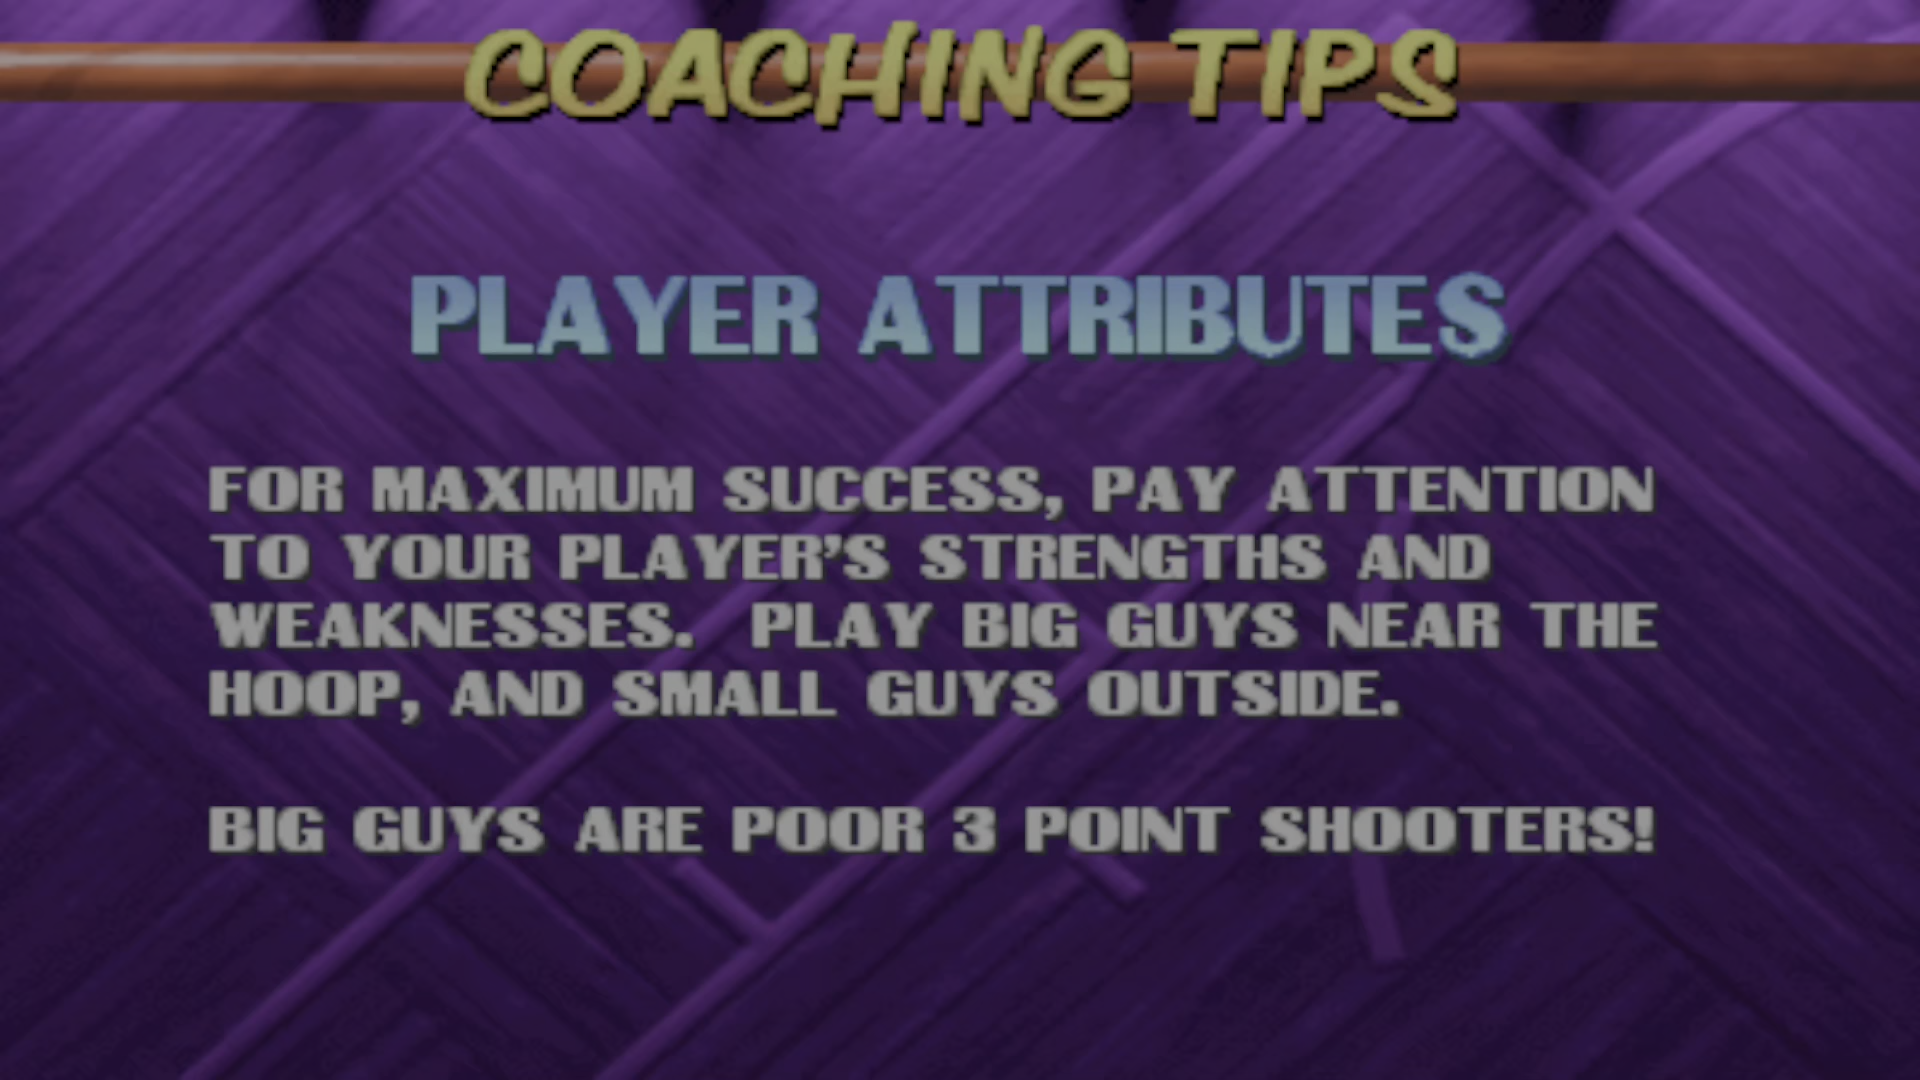 COACHING TIPS
PLAYER ATTRIBUTES
FOR MAXIMUM SUCCESS, PAY ATTENTION
TO YOUR PLAYER'S STRENGTHS AND
WEAKNESSES.  PLAY BIG GUYS NEAR THE
HOOP, AND SMALL GUYS OUTSIDE.
BIG GUYS ARE POOR 3 POINT SHOOTERS!